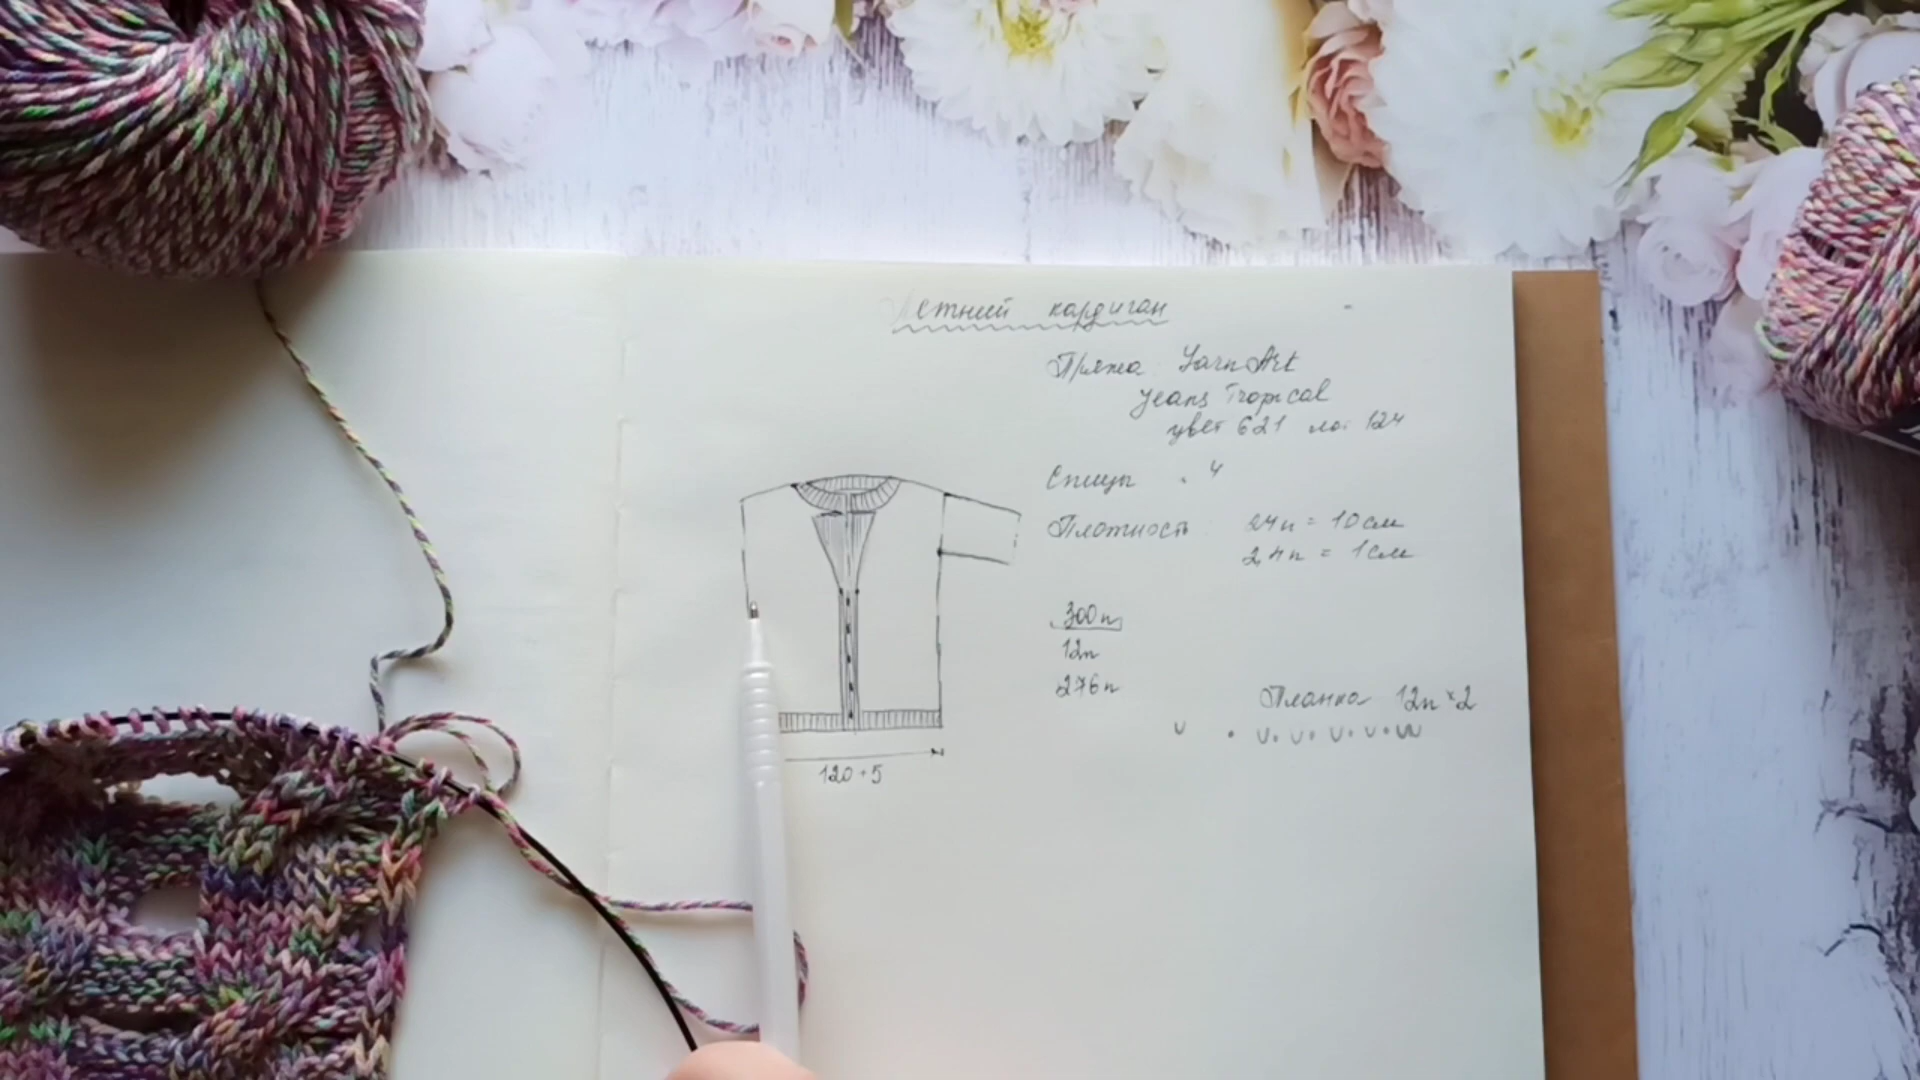 Летний кардиган
Пряжа YarnArt
Jeans Tropical
цвет 621 лот 124
Спицы 4
Плотность 24п = 10см
2,4п = 1см
300п
12п
276п
Планка 12п × 2
120+5